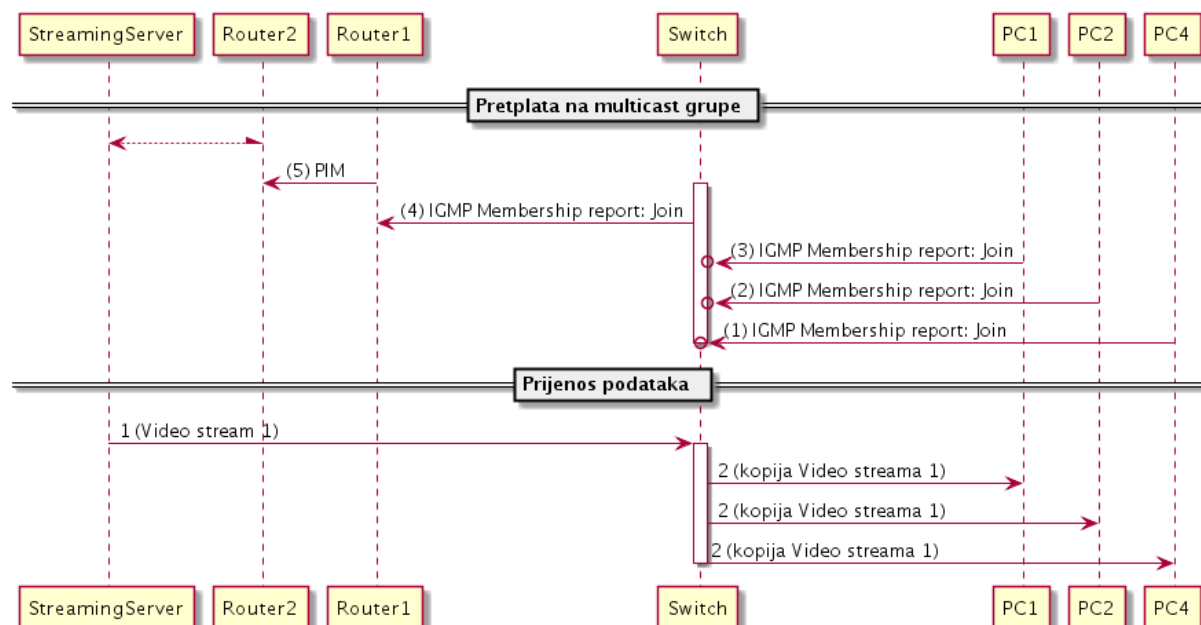 StreamingServer Router2 Router1 Switch PC1 PC2 PC4
Pretplata na multicast grupe
(5) PIM
(4) IGMP Membership report: Join
(3) IGMP Membership report: Join
(2) IGMP Membership report: Join
(1) IGMP Membership report: Join
Prijenos podataka
1 (Video stream 1)
2 (kopija Video streama 1)
2 (kopija Video streama 1)
2 (kopija Video streama 1)
StreamingServer Router2 Router1 Switch PC1 PC2 PC4